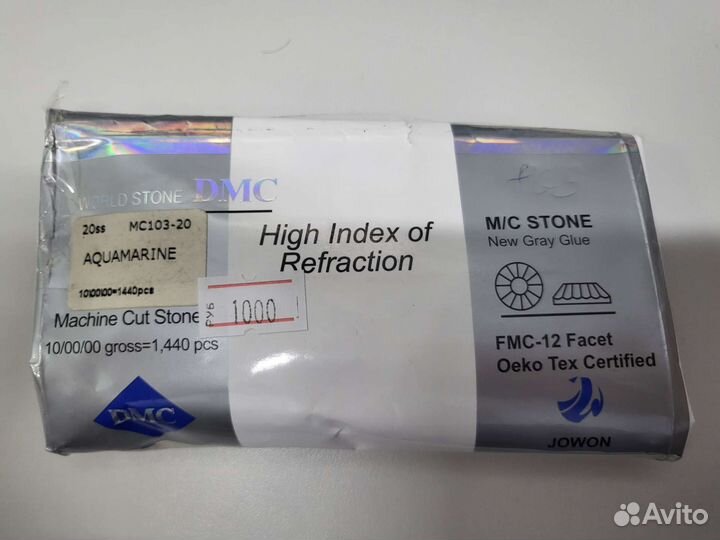 WORLD STONE DMC
20ss MC103-20
AQUAMARINE
10\00\00=1440pcs
РУБ 1000
Machine Cut Stone
10/00/00 gross=1,440 pcs
DMC
High Index of
Refraction
M/C STONE
New Gray Glue
FMC-12 Facet
Oeko Tex Certified
JOWON
Avito